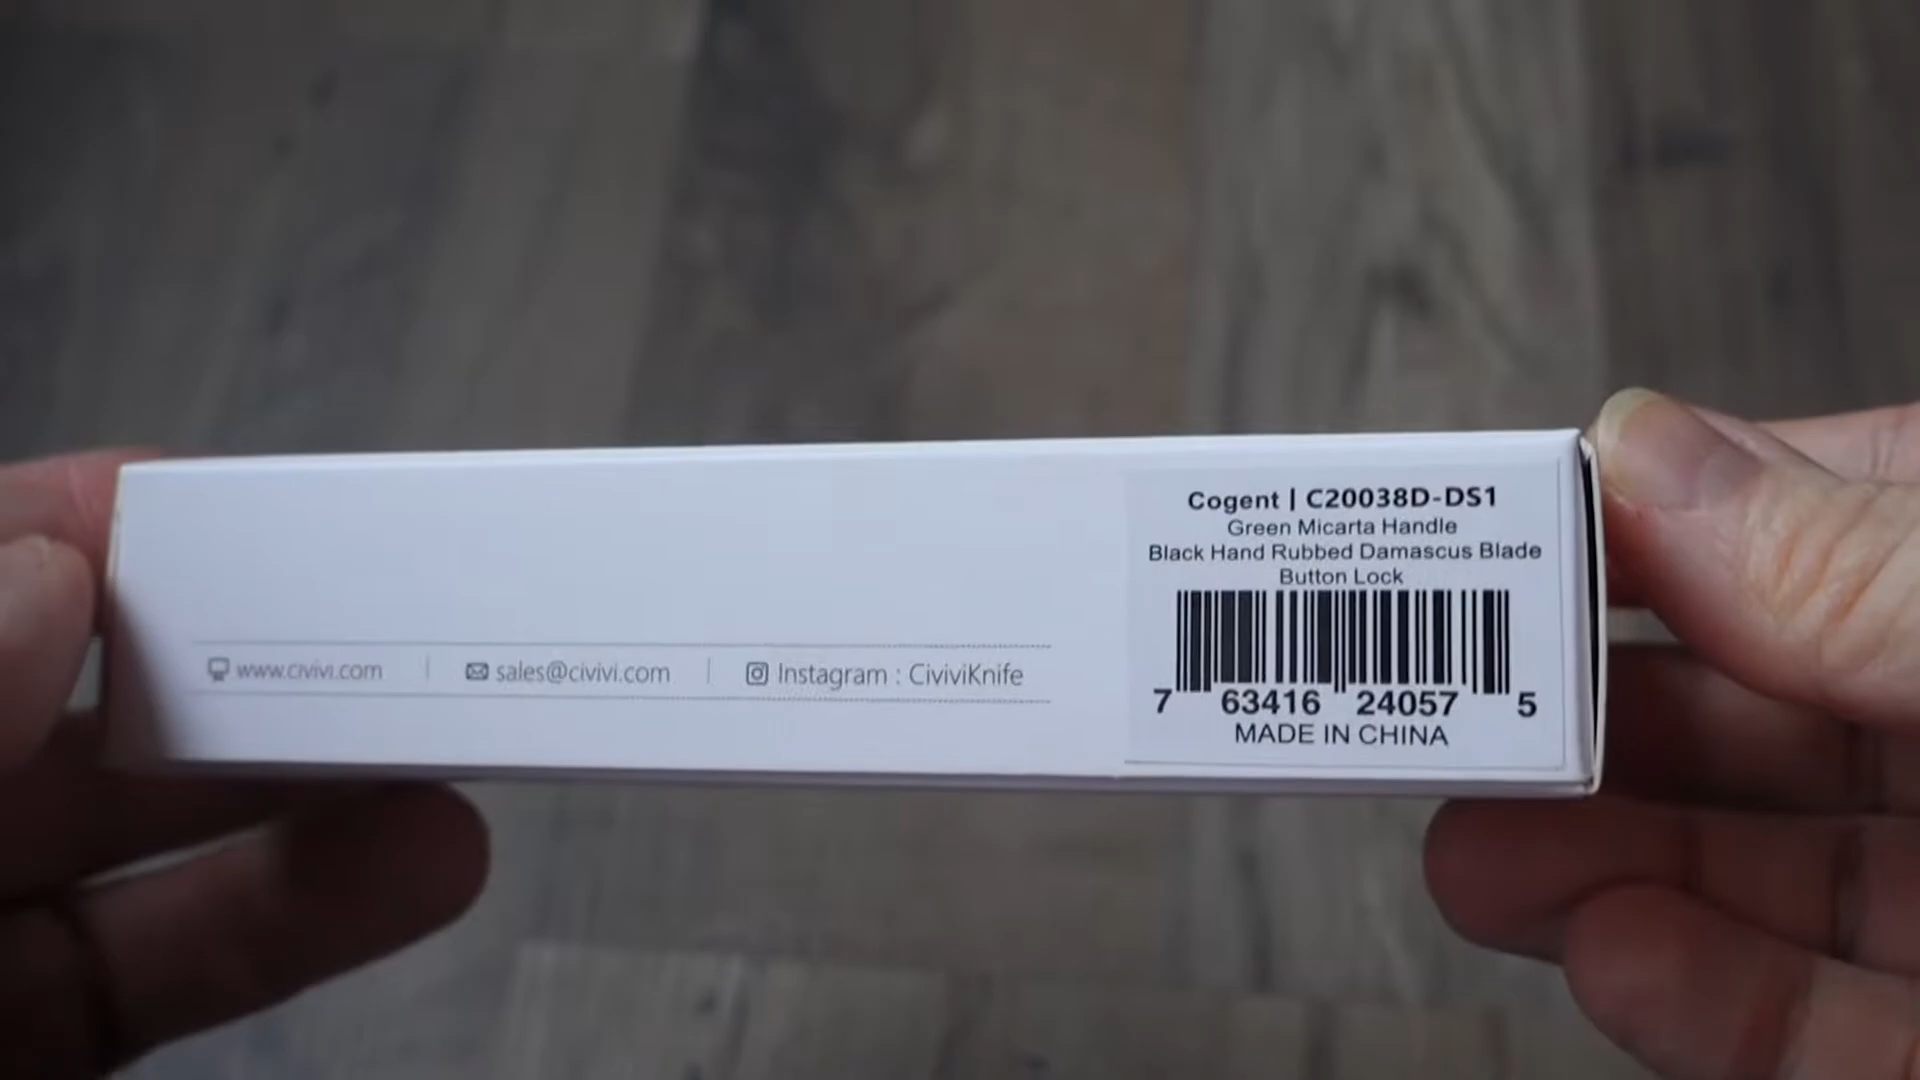 Cogent | C20038D-DS1
Green Micarta Handle
Black Hand Rubbed Damascus Blade
Button Lock
7 63416 24057 5
MADE IN CHINA
www.civivi.com | sales@civivi.com | Instagram : CiviviKnife